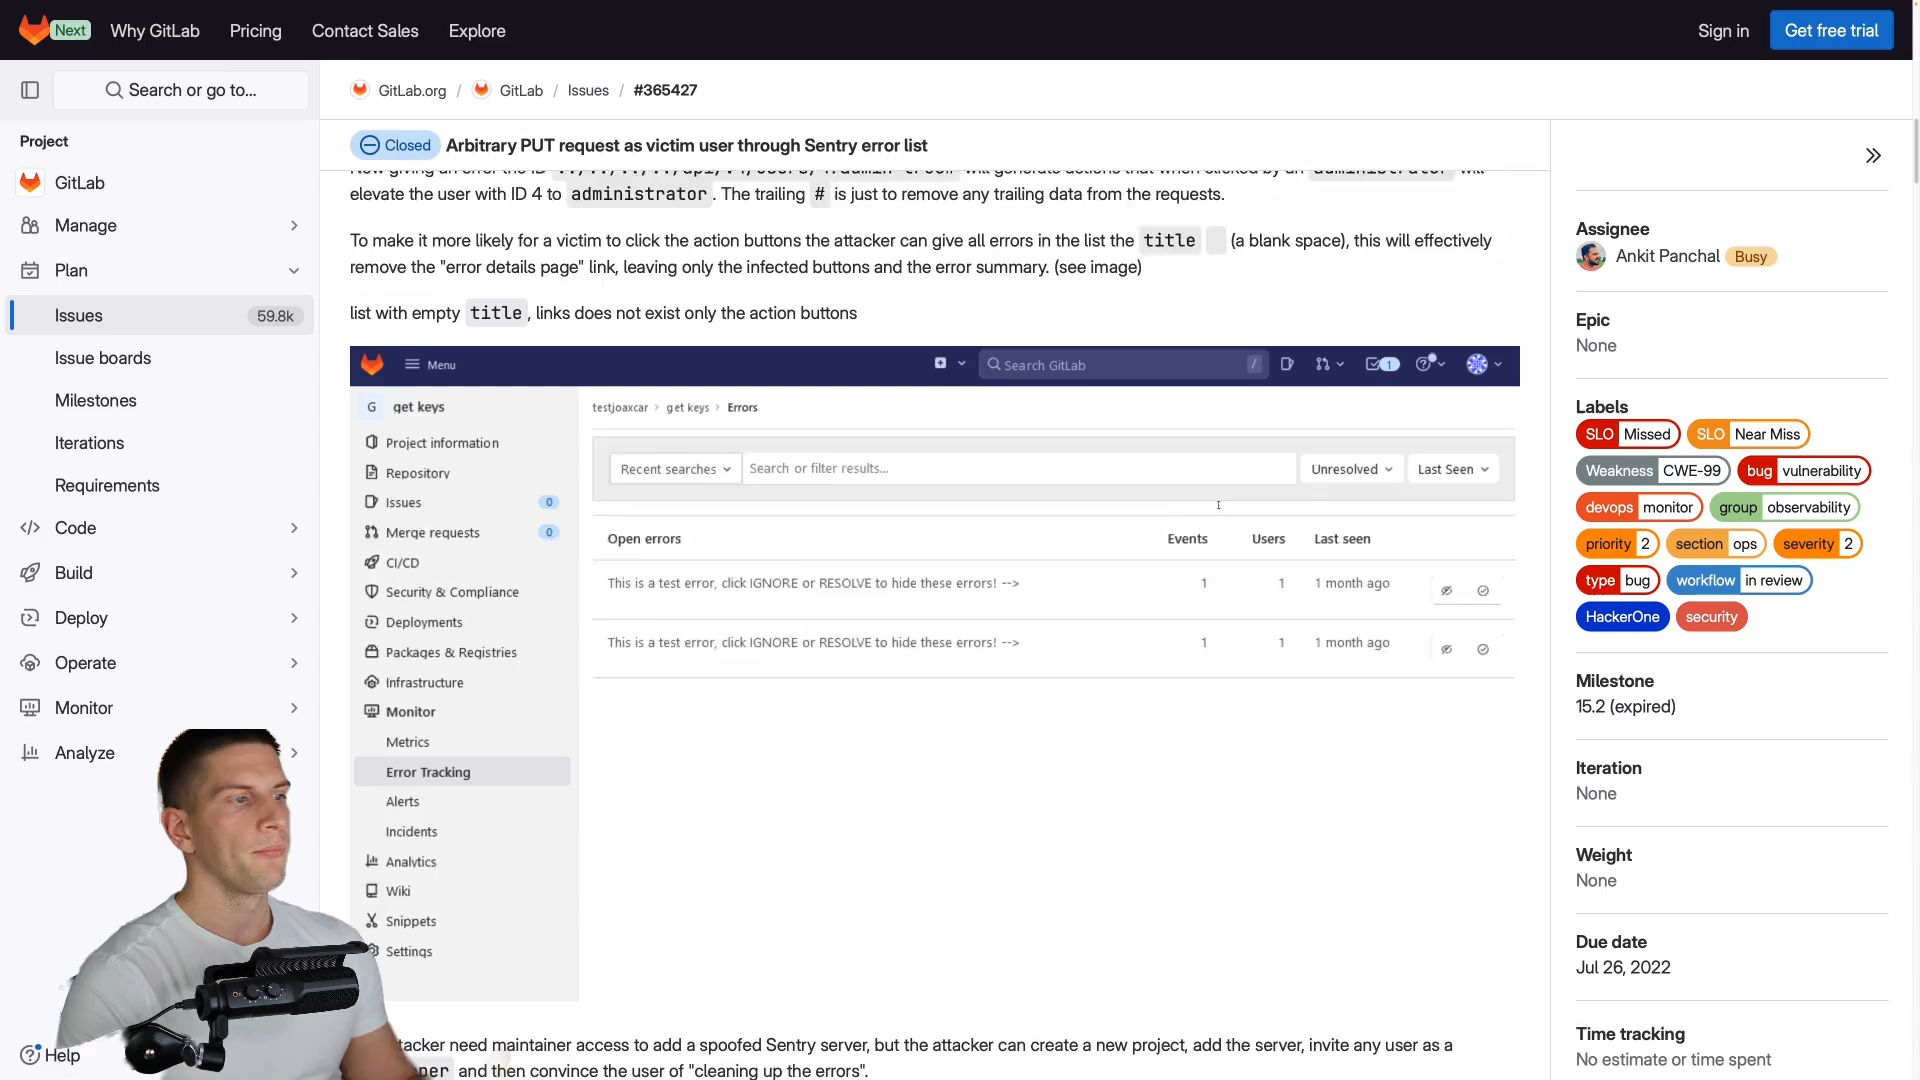 Next
Why GitLab
Pricing
Contact Sales
Explore
Sign in
Get free trial
Search or go to...
GitLab.org / GitLab / Issues / #365427
Project
GitLab
Manage
Plan
Issues 59.8k
Issue boards
Milestones
Iterations
Requirements
Code
Build
Deploy
Operate
Monitor
Analyze
Help
Closed Arbitrary PUT request as victim user through Sentry error list
elevate the user with ID 4 to administrator. The trailing # is just to remove any trailing data from the requests.
To make it more likely for a victim to click the action buttons the attacker can give all errors in the list the title (a blank space), this will effectively
remove the "error details page" link, leaving only the infected buttons and the error summary. (see image)
list with empty title, links does not exist only the action buttons
Menu
Search GitLab /
1
G get keys
Project information
Repository
Issues 0
Merge requests 0
CI/CD
Security & Compliance
Deployments
Packages & Registries
Infrastructure
Monitor
Metrics
Error Tracking
Alerts
Incidents
Analytics
Wiki
Snippets
Settings
testjoaxcar > get keys > Errors
Recent searches Search or filter results... Unresolved Last Seen
Open errors Events Users Last seen
This is a test error, click IGNORE or RESOLVE to hide these errors! --> 1 1 1 month ago
This is a test error, click IGNORE or RESOLVE to hide these errors! --> 1 1 1 month ago
tacker need maintainer access to add a spoofed Sentry server, but the attacker can create a new project, add the server, invite any user as a
per and then convince the user of "cleaning up the errors".
Assignee
Ankit Panchal Busy
Epic
None
Labels
SLO Missed SLO Near Miss
Weakness CWE-99 bug vulnerability
devops monitor group observability
priority 2 section ops severity 2
type bug workflow in review
HackerOne security
Milestone
15.2 (expired)
Iteration
None
Weight
None
Due date
Jul 26, 2022
Time tracking
No estimate or time spent